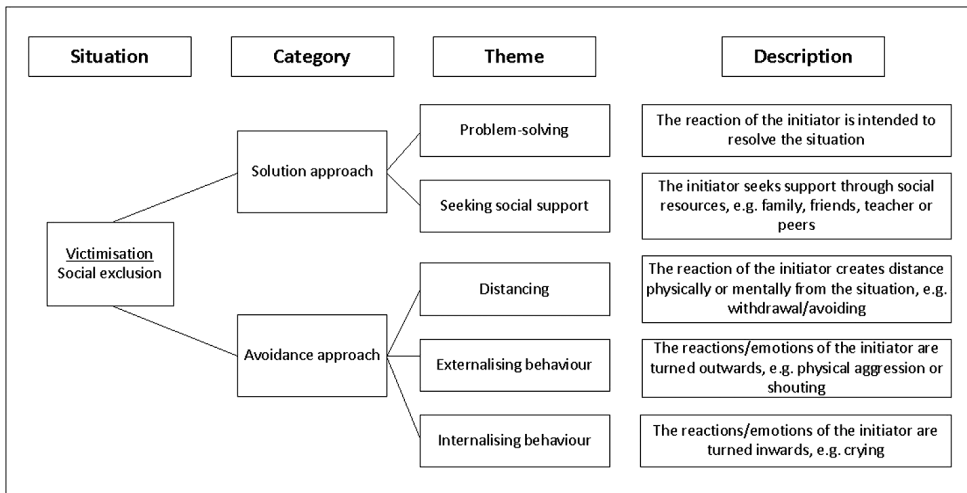 Situation
Category
Theme
Description
Victimisation
Social exclusion
Solution approach
Problem-solving
The reaction of the initiator is intended to
resolve the situation
Seeking social support
The initiator seeks support through social
resources, e.g. family, friends, teacher or
peers
Avoidance approach
Distancing
The reaction of the initiator creates distance
physically or mentally from the situation, e.g.
withdrawal/avoiding
Externalising behaviour
The reactions/emotions of the initiator are
turned outwards, e.g. physical aggression or
shouting
Internalising behaviour
The reactions/emotions of the initiator are
turned inwards, e.g. crying